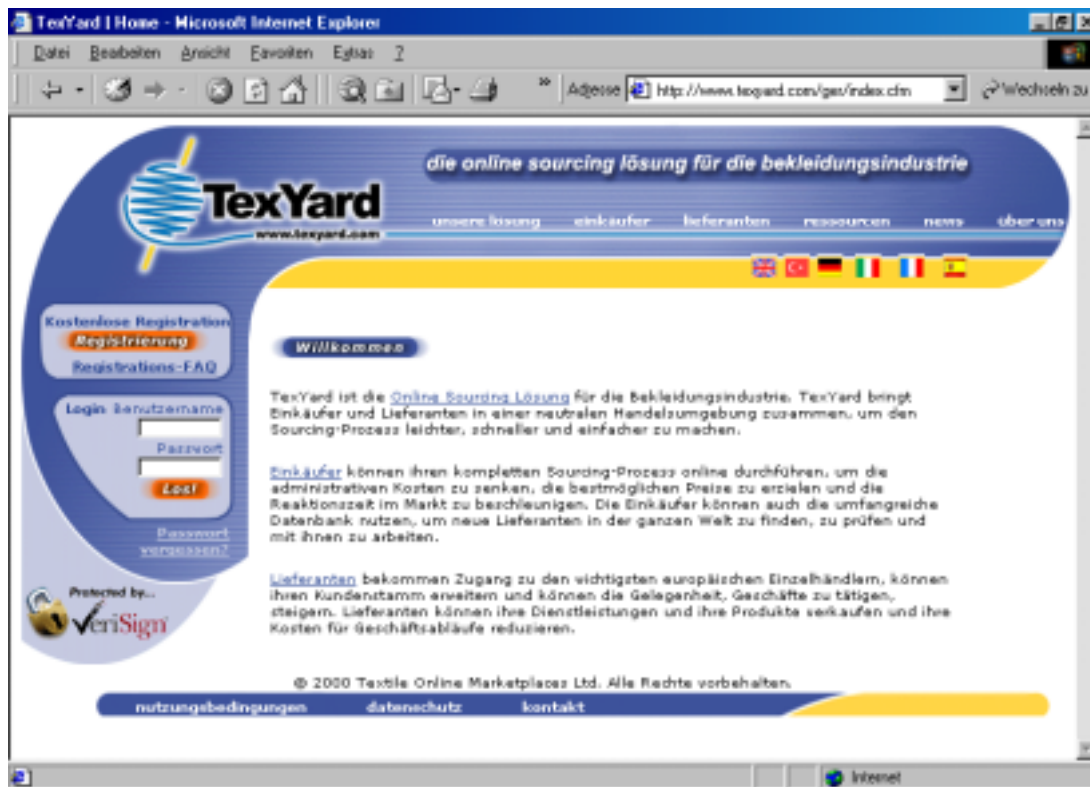 TexYard | Home - Microsoft Internet Explorer
Datei Bearbeiten Ansicht Favoriten Extras ?
Adresse http://www.texyard.com/ger/index.cfm Wechseln zu
die online sourcing lösung für die bekleidungsindustrie
TexYard
www.texyard.com
unsere lösung einkäufer lieferanten ressourcen news über uns
Kostenlose Registration
Registrierung
Registrations-FAQ
Login Benutzername
Passwort
Los!
Passwort
vergessen?
Protected by...
VeriSign
Willkommen
TexYard ist die Online Sourcing Lösung für die Bekleidungsindustrie. TexYard bringt
Einkäufer und Lieferanten in einer neutralen Handelsumgebung zusammen, um den
Sourcing-Prozess leichter, schneller und einfacher zu machen.
Einkäufer können ihren kompletten Sourcing-Prozess online durchführen, um die
administrativen Kosten zu senken, die bestmöglichen Preise zu erzielen und die
Reaktionszeit im Markt zu beschleunigen. Die Einkäufer können auch die umfangreiche
Datenbank nutzen, um neue Lieferanten in der ganzen Welt zu finden, zu prüfen und
mit ihnen zu arbeiten.
Lieferanten bekommen Zugang zu den wichtigsten europäischen Einzelhändlern, können
ihren Kundenstamm erweitern und können die Gelegenheit, Geschäfte zu tätigen,
steigern. Lieferanten können ihre Dienstleistungen und ihre Produkte verkaufen und ihre
Kosten für Geschäftsabläufe reduzieren.
© 2000 Textile Online Marketplaces Ltd. Alle Rechte vorbehalten.
nutzungsbedingungen datenschutz kontakt
Internet